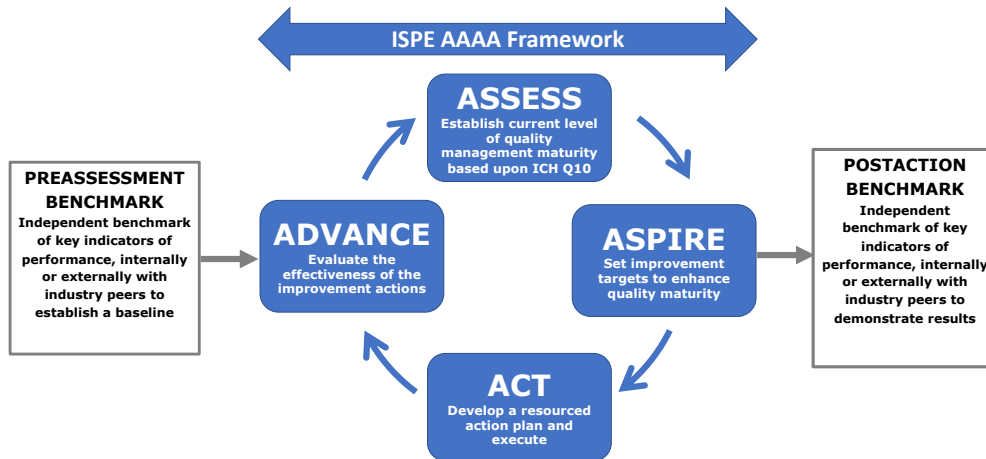 ISPE AAAA Framework
ASSESS
Establish current level
of quality
management maturity
based upon ICH Q10
PREASSESSMENT
BENCHMARK
Independent benchmark
of key indicators of
performance, internally
or externally with
industry peers to
establish a baseline
ADVANCE
Evaluate the
effectiveness of the
improvement actions
ASPIRE
Set improvement
targets to enhance
quality maturity
POSTACTION
BENCHMARK
Independent
benchmark of key
indicators of
performance, internally
or externally with
industry peers to
demonstrate results
ACT
Develop a resourced
action plan and
execute